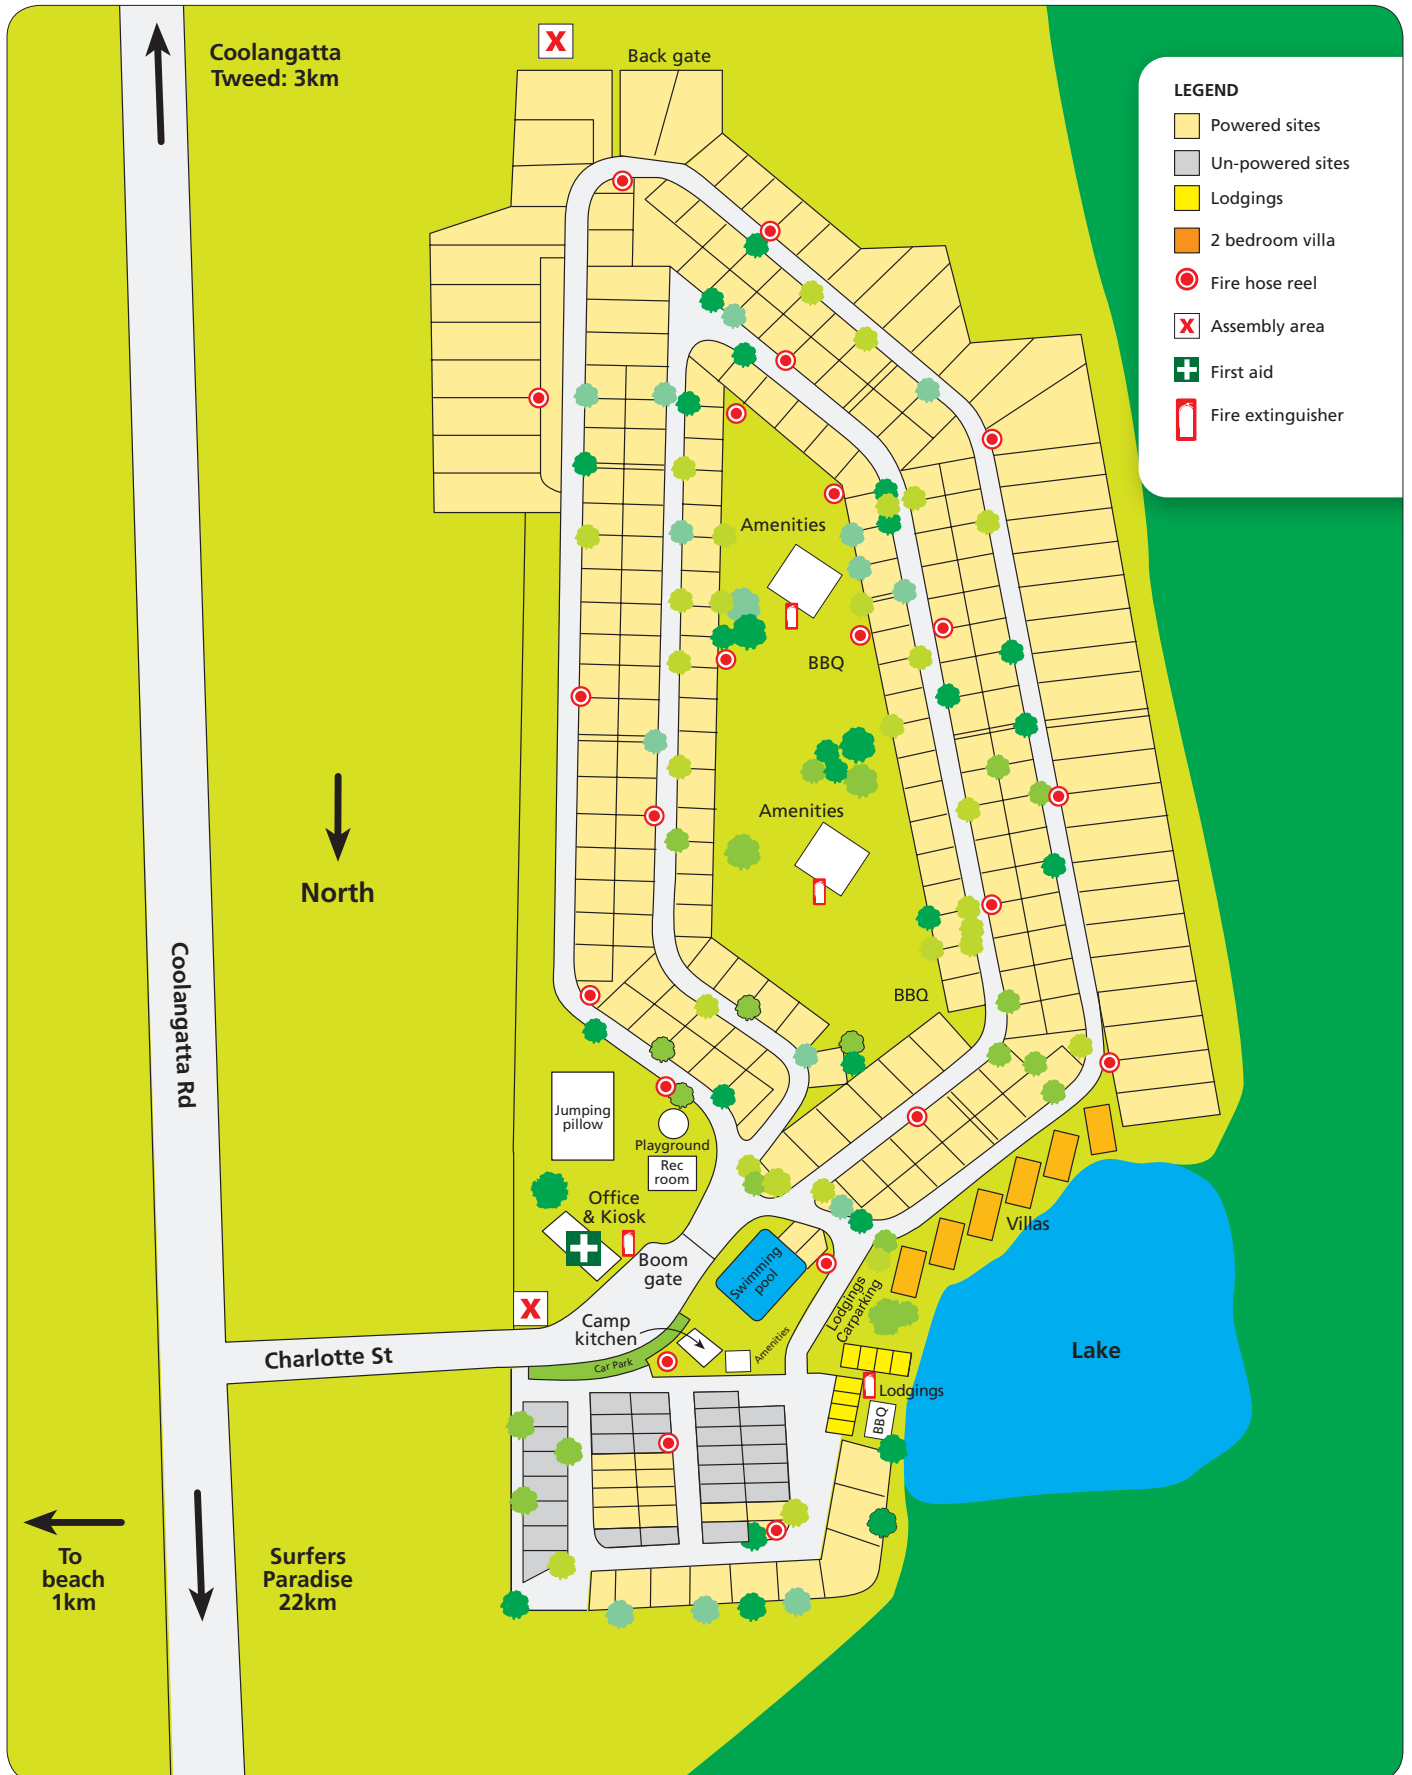 Coolangatta
Tweed: 3km
X
Back gate
LEGEND
Powered sites
Un-powered sites
Lodgings
2 bedroom villa
Fire hose reel
X
Assembly area
First aid
Fire extinguisher
Amenities
BBQ
Amenities
North
Coolangatta Rd
BBQ
Jumping
pillow
Playground
Rec
room
Office
& Kiosk
Boom
gate
Villas
Swimming
pool
X
Camp
kitchen
Lodgings
Carparking
Amenities
Charlotte St
Car Park
Lake
Lodgings
BBQ
To
beach
1km
Surfers
Paradise
22km